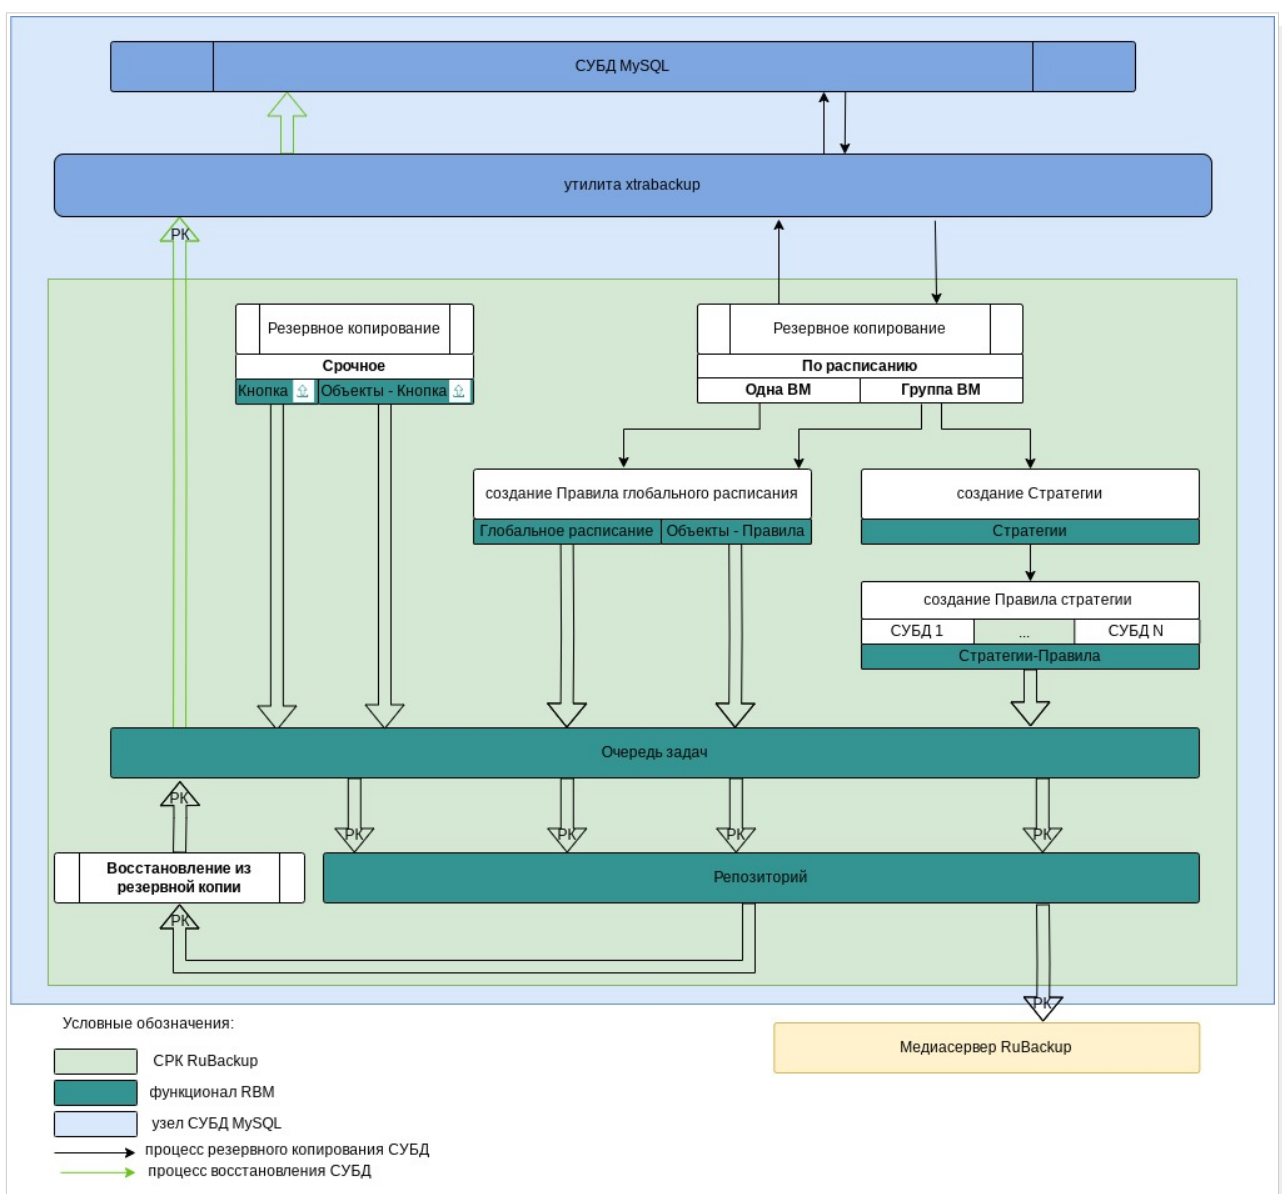 СУБД MySQL
утилита xtrabackup
РК
Резервное копирование
Срочное
Кнопка
Объекты - Кнопка
Резервное копирование
По расписанию
Одна ВМ
Группа ВМ
создание Правила глобального расписания
Глобальное расписание
Объекты - Правила
создание Стратегии
Стратегии
создание Правила стратегии
СУБД 1
...
СУБД N
Стратегии-Правила
Очередь задач
РК
РК
РК
РК
РК
Восстановление из
резервной копии
Репозиторий
РК
РК
Медиасервер RuBackup
Условные обозначения:
СРК RuBackup
функционал RBM
узел СУБД MySQL
процесс резервного копирования СУБД
процесс восстановления СУБД